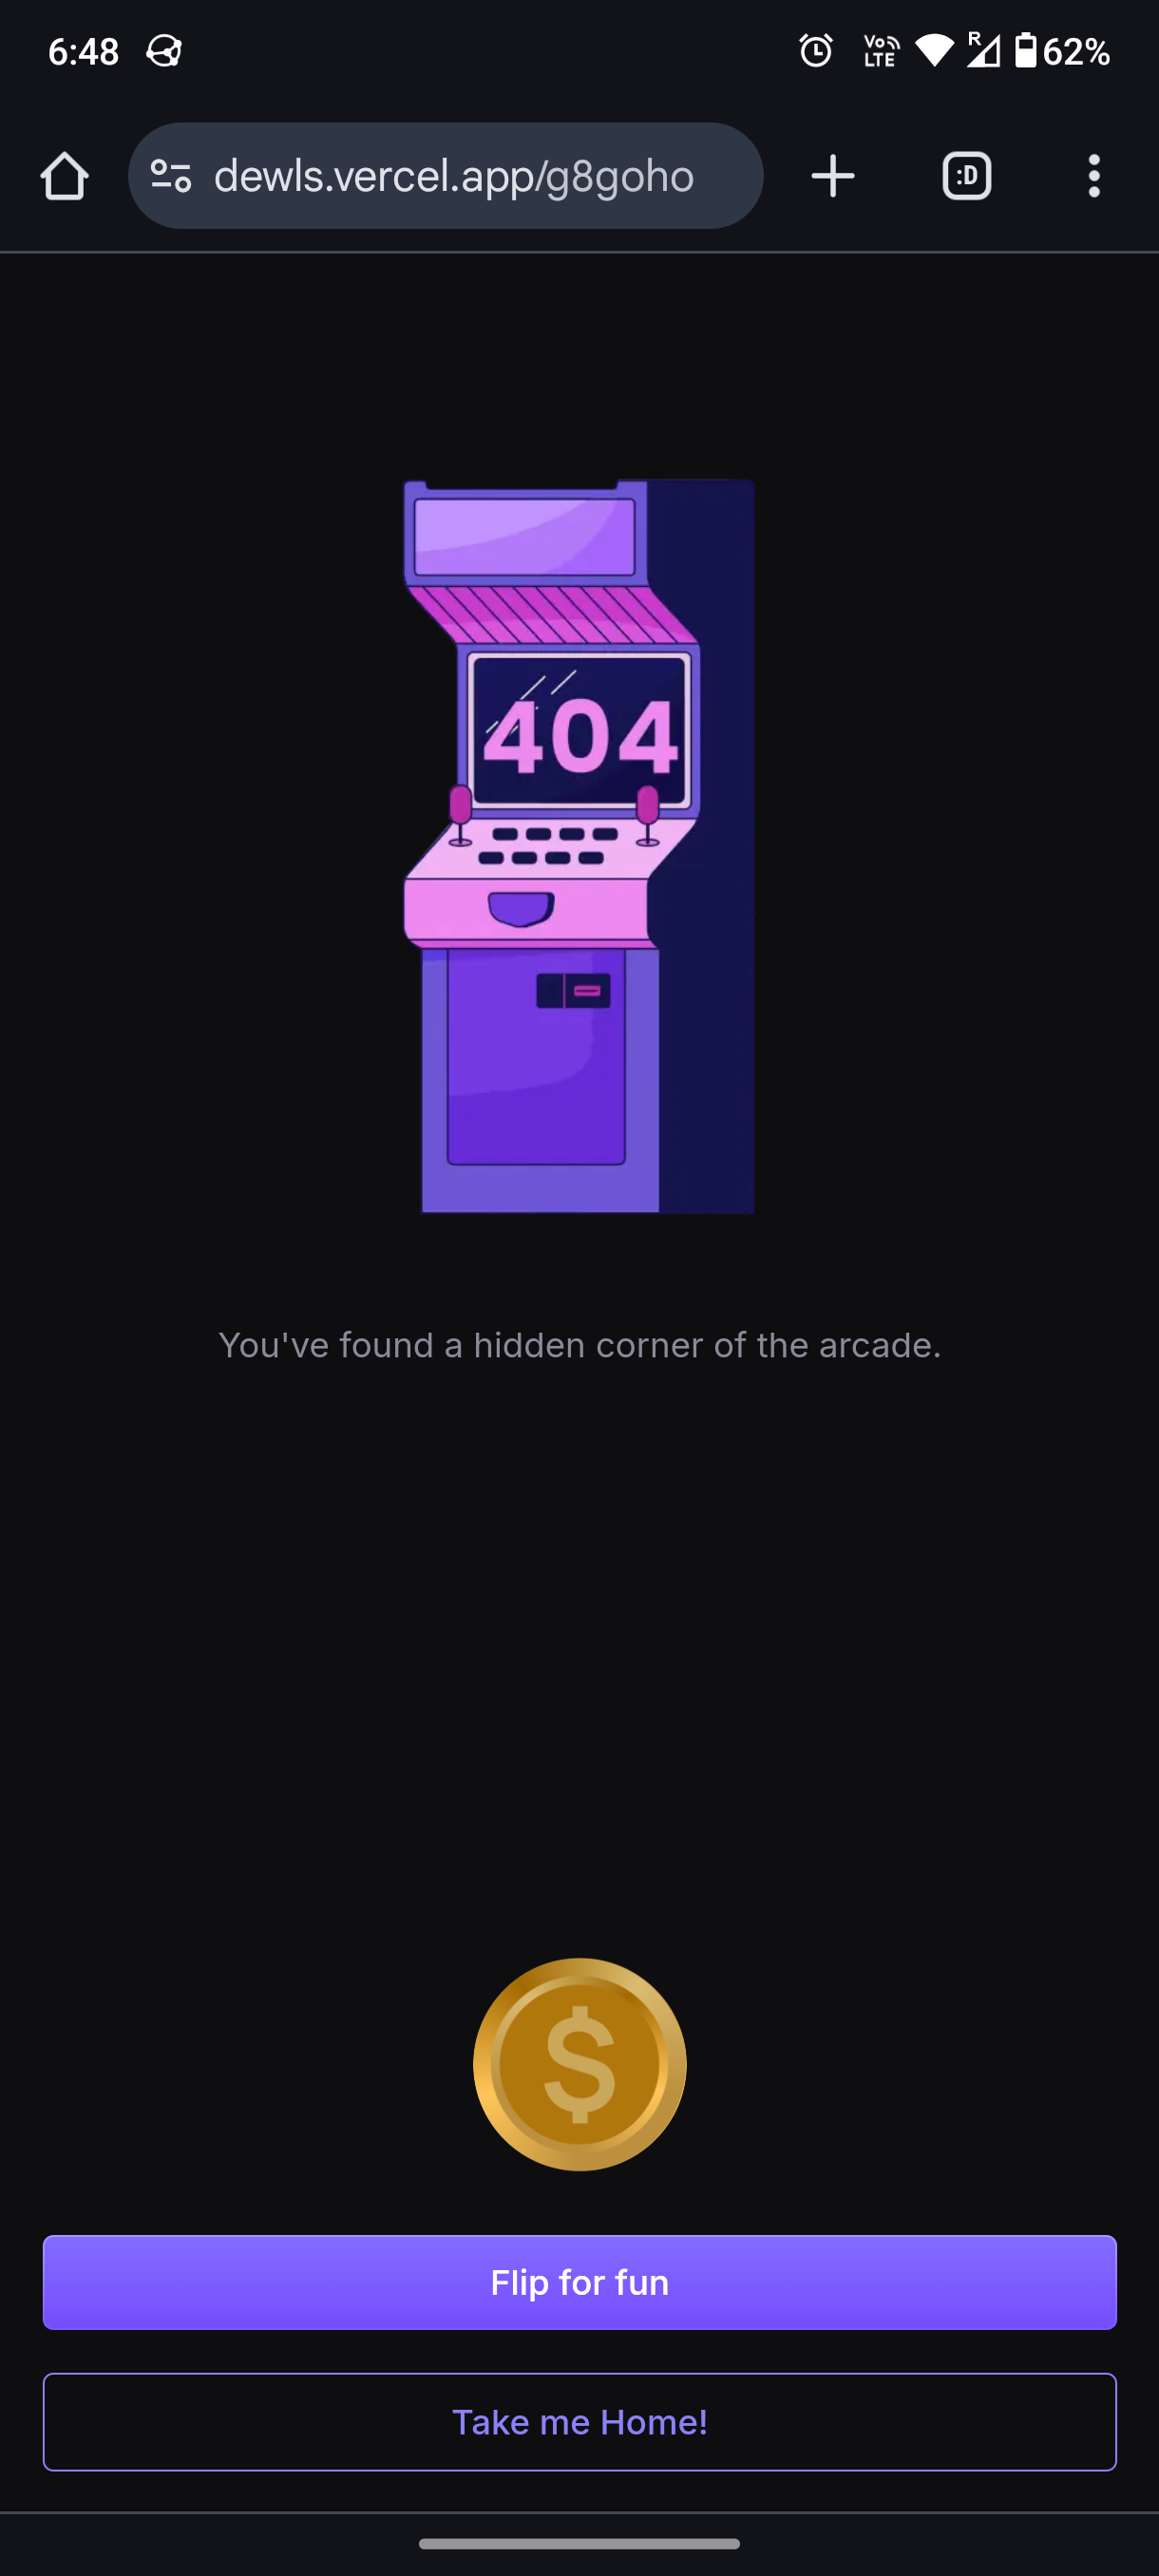 6:48
Vo LTE
R
62%
dewls.vercel.app/g8goho
:D
404
You've found a hidden corner of the arcade.
$
Flip for fun
Take me Home!